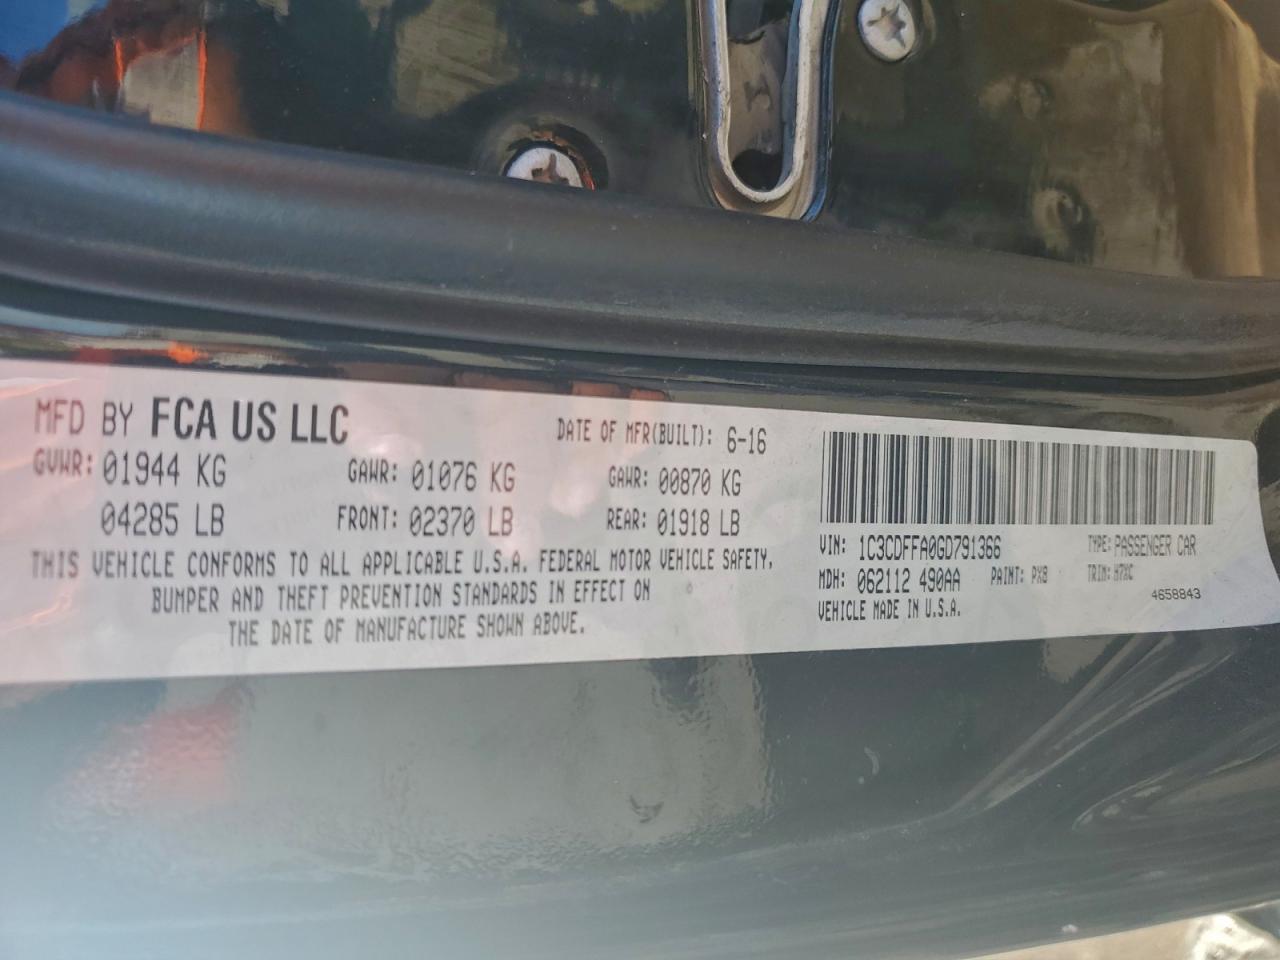 MFD BY FCA US LLC DATE OF MFR(BUILT): 6-16
GVWR: 01944 KG GAWR: 01076 KG GAWR: 00870 KG
04285 LB FRONT: 02370 LB REAR: 01918 LB
THIS VEHICLE CONFORMS TO ALL APPLICABLE U.S.A. FEDERAL MOTOR VEHICLE SAFETY,
BUMPER AND THEFT PREVENTION STANDARDS IN EFFECT ON
THE DATE OF MANUFACTURE SHOWN ABOVE.
VIN: 1C3CDFFA0GD791366 TYPE: PASSENGER CAR
MDH: 062112 490AA PAINT: PX8 TRIM: H7XC
VEHICLE MADE IN U.S.A. 4658843